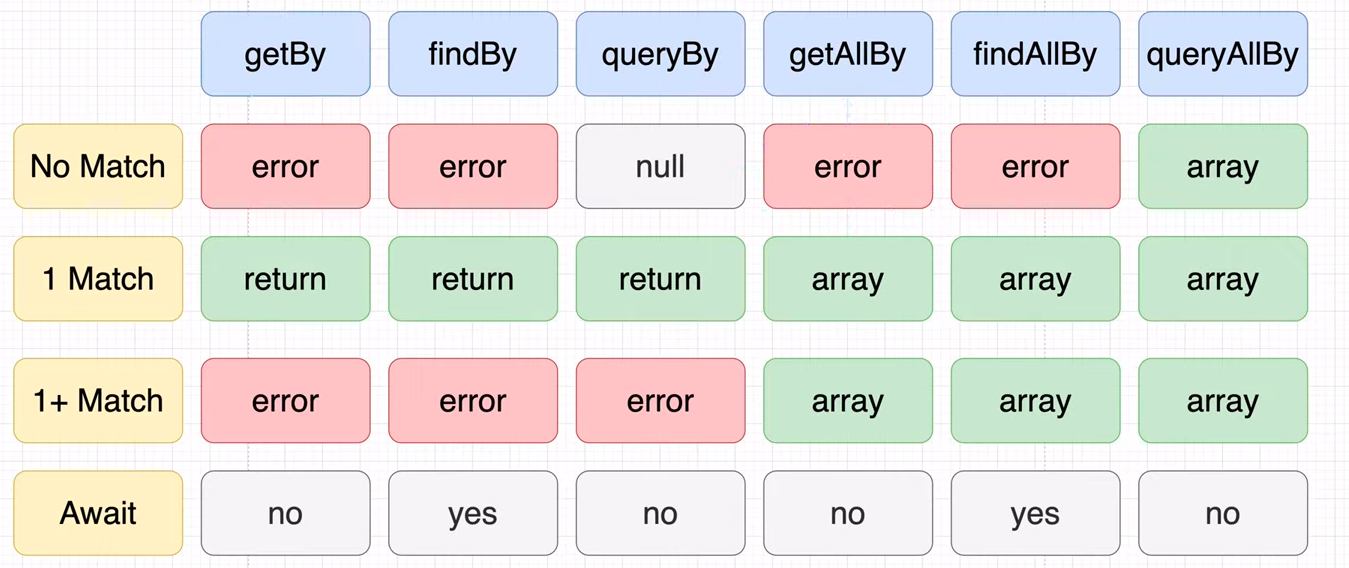 getBy findBy queryBy getAllBy findAllBy queryAllBy
No Match error error null error error array
1 Match return return return array array array
1+ Match error error error array array array
Await no yes no no yes no